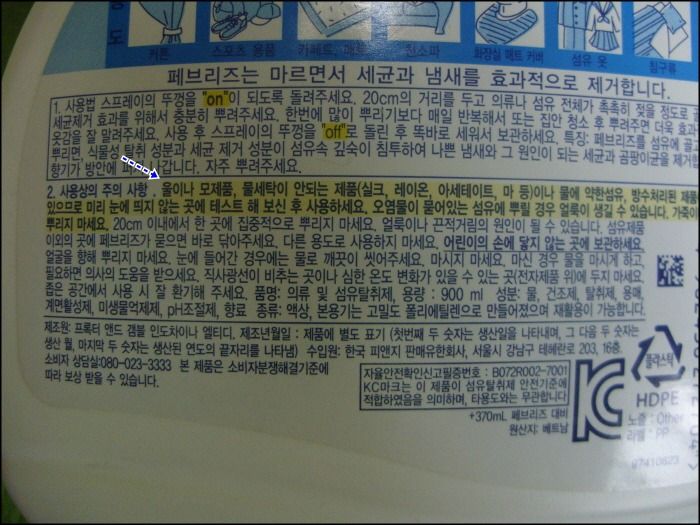 용 도
커튼 스포츠 용품 카페트, 매트 천소파 화장실 매트 커버 섬유 옷 침구류
페브리즈는 마르면서 세균과 냄새를 효과적으로 제거합니다.
1. 사용법 스프레이의 뚜껑을 "on"이 되도록 돌려주세요. 20cm의 거리를 두고 의류나 섬유 전체가 촉촉히 젖을 정도로 골
세균제거 효과를 위해서 충분히 뿌려주세요. 한번에 많이 뿌리기보다 매일 반복해서 또는 집안 청소 후 뿌려주면 더욱 효과
옷감을 잘 말려주세요. 사용 후 스프레이의 뚜껑을 "off"로 돌린 후 똑바로 세워서 보관하세요. 특징: 페브리즈를 섬유에 골고
뿌리면, 식물성 탈취 성분과 세균 제거 성분이 섬유속 깊숙이 침투하여 나쁜 냄새와 그 원인이 되는 세균과 곰팡이균을 제거
향기가 방안에 퍼져 나갑니다. 자주 뿌려주세요.
2. 사용상의 주의 사항 . 울이나 모제품, 물세탁이 안되는 제품(실크, 레이온, 아세테이트, 마 등)이나 물에 약한섬유, 방수처리된 제품
있으므로 미리 눈에 띄지 않는 곳에 테스트 해 보신 후 사용하세요. 오염물이 묻어있는 섬유에 뿌릴 경우 얼룩이 생길 수 있습니다. 가죽이
뿌리지 마세요. 20cm 이내에서 한 곳에 집중적으로 뿌리지 마세요. 얼룩이나 끈적거림의 원인이 될 수 있습니다. 섬유제품
이외의 곳에 페브리즈가 묻으면 바로 닦아주세요. 다른 용도로 사용하지 마세요. 어린이의 손에 닿지 않는 곳에 보관하세요.
얼굴을 향해 뿌리지 마세요. 눈에 들어간 경우에는 물로 깨끗이 씻어주세요. 마시지 마세요. 마신 경우 물을 마시게 하고,
필요하면 의사의 도움을 받으세요. 직사광선이 비추는 곳이나 심한 온도 변화가 있을 수 있는 곳(전자제품 위)에 두지 마세요.
좁은 공간에서 사용 시 잘 환기해 주세요. 품명: 의류 및 섬유탈취제, 용량 : 900 ml 성분: 물, 건조제, 탈취제, 용매,
계면활성제, 미생물억제제, pH조절제, 향료 종류: 액상, 본용기는 고밀도 폴리에틸렌으로 만들어졌으며 재활용이 가능합니다.
제조원: 프록터 앤드 갬블 인도차이나 엘티디. 제조년월일 : 제품에 별도 표기 (첫번째 두 숫자는 생산일을 나타내며, 그 다음 두 숫자는
생산 월, 마지막 두 숫자는 생산된 연도의 끝자리를 나타냄) 수입원: 한국 피앤지 판매유한회사, 서울시 강남구 테헤란로 203, 16층.
소비자 상담실:080-023-3333 본 제품은 소비자분쟁해결기준에
따라 보상 받을 수 있습니다.
자율안전확인신고필증번호 : B072R002-7001
KC마크는 이 제품이 섬유탈취제 안전기준에
적합하였음을 의미하며, 타용도와는 무관합니다
+370mL 페브리즈 대비
원산지: 베트남
KC
플라스틱
HDPE
노즐 : Other
라벨 : PP
97410623